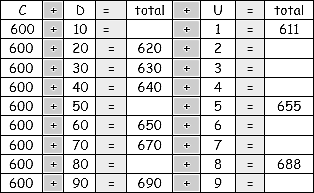 C + D = total + U = total
600 + 10 = + 1 = 611
600 + 20 = 620 + 2 =
600 + 30 = 630 + 3 =
600 + 40 = 640 + 4 =
600 + 50 = + 5 = 655
600 + 60 = 650 + 6 =
600 + 70 = 670 + 7 =
600 + 80 = + 8 = 688
600 + 90 = 690 + 9 =